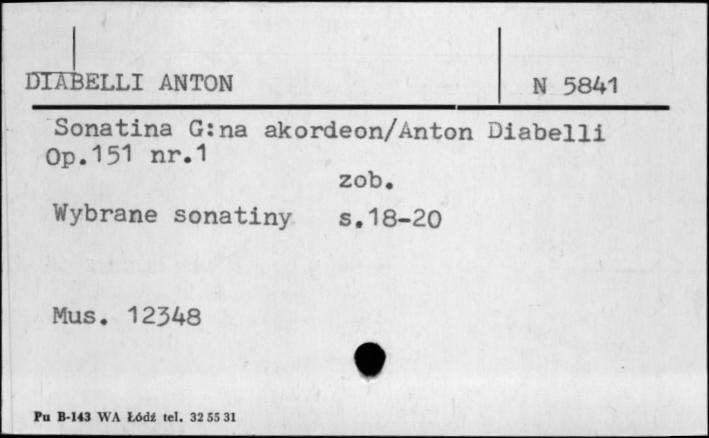 DIABELLI ANTON N 5841
Sonatina G:na akordeon/Anton Diabelli
Op.151 nr.1
zob.
Wybrane sonatiny s.18-20
Mus. 12348
Pu B-143 WA Łódź tel. 32 55 31